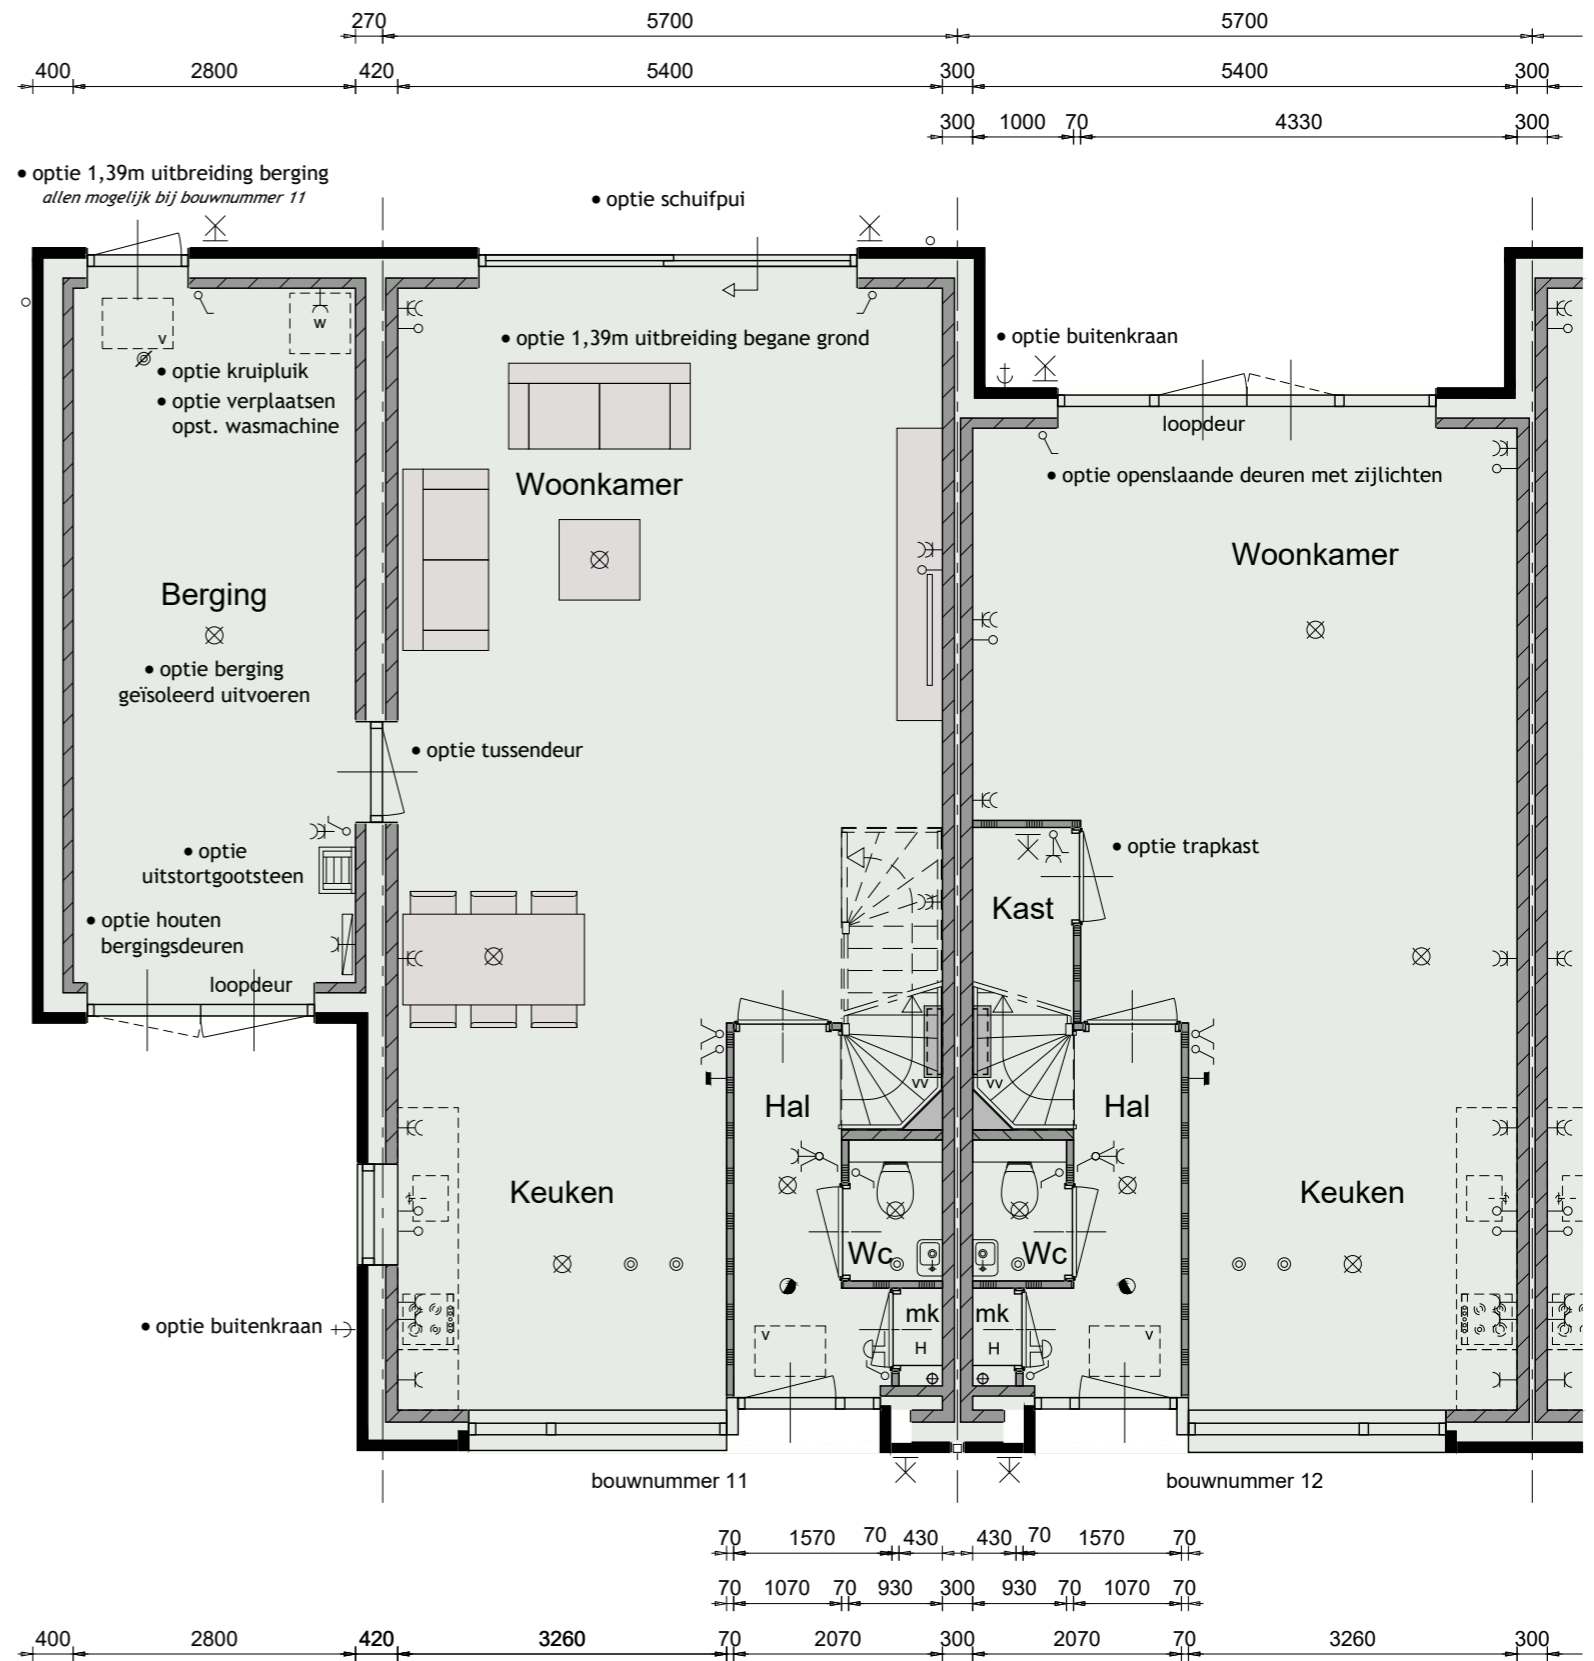 270 5700 5700
400 2800 420 5400 300 5400 300
300 1000 70 4330 300
• optie 1,39m uitbreiding berging
allen mogelijk bij bouwnummer 11
• optie schuifpui
v
w
• optie 1,39m uitbreiding begane grond
• optie buitenkraan
• optie kruipluik
• optie verplaatsen
opst. wasmachine
loopdeur
• optie openslaande deuren met zijlichten
Woonkamer
Woonkamer
Berging
• optie berging
geïsoleerd uitvoeren
• optie tussendeur
• optie
uitstortgootsteen
• optie trapkast
Kast
• optie houten
bergingsdeuren
loopdeur
vv vv
Hal Hal
Keuken Keuken
Wc Wc
mk mk
• optie buitenkraan
v H H v
bouwnummer 11 bouwnummer 12
70 1570 70 430 430 70 1570 70
70 1070 70 930 300 930 70 1070 70
400 2800 420 3260 70 2070 300 2070 70 3260 300